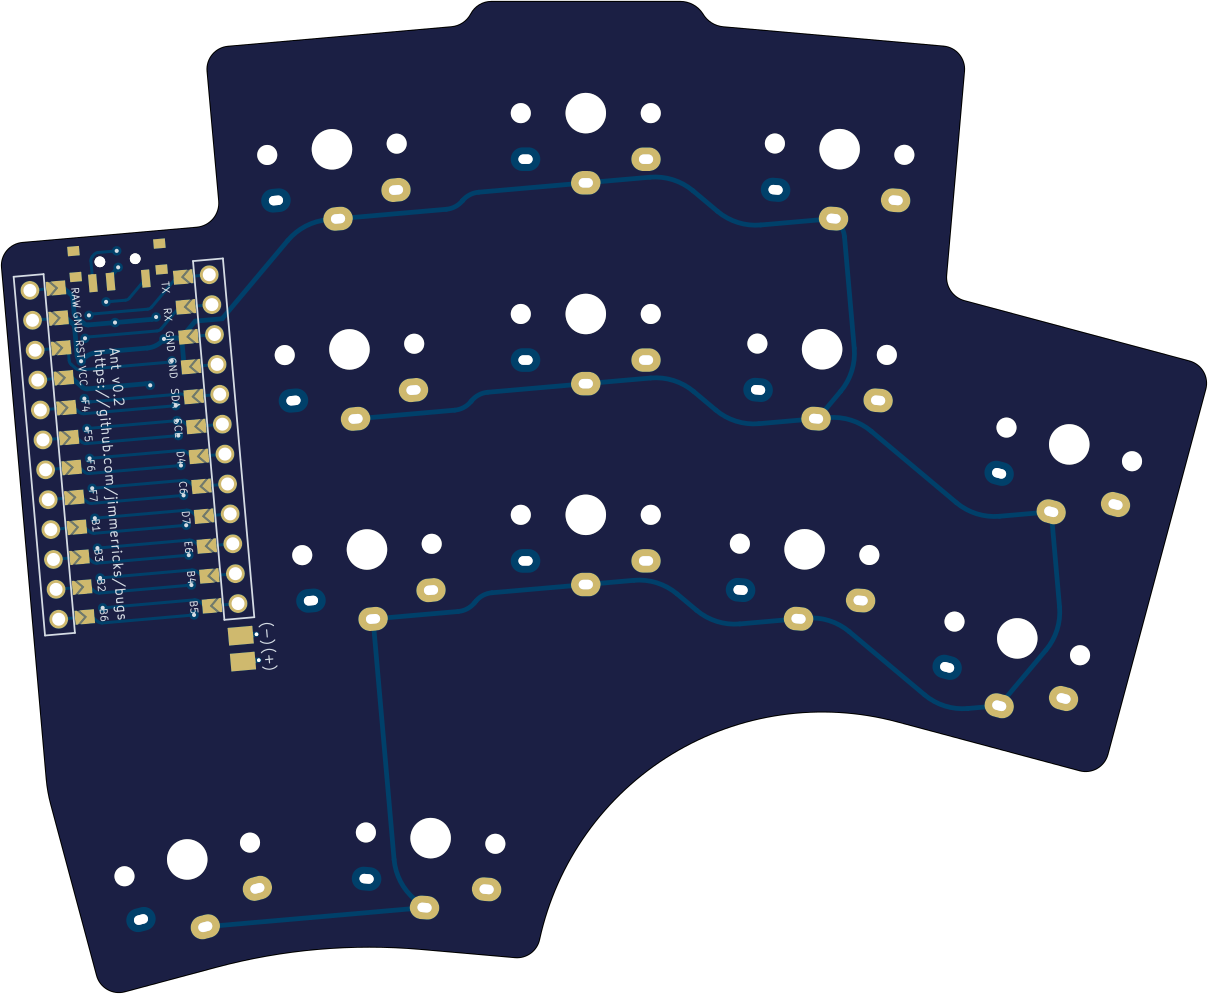 RAW
GND
RST
VCC
F4
F5
F6
F7
B1
B3
B2
B6
Ant v0.2
https://github.com/jimmerricks/bugs
TX
RX
GND
GND
SDA
SCL
D4
C6
D7
E6
B4
B5
(-)
(+)